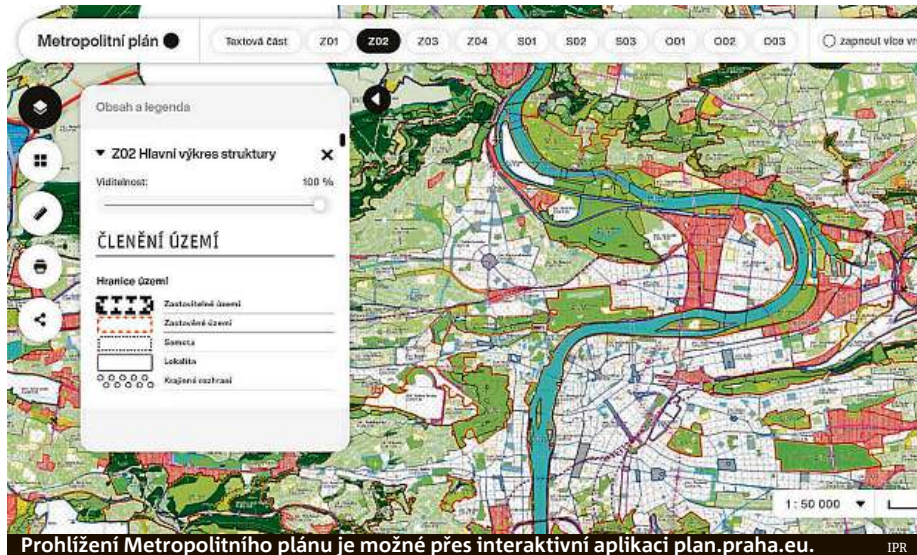 Metropolitní plán
Textová část Z01 Z02 Z03 Z04 S01 S02 S03 O01 O02 O03 zapnout více vr
Obsah a legenda
Z02 Hlavní výkres struktury
Viditelnost: 100 %
ČLENĚNÍ ÚZEMÍ
Hranice území
Zastavitelné území
Zastavěné území
Samota
Lokalita
Krajinné rozhraní
1 : 50 000
Prohlížení Metropolitního plánu je možné přes interaktivní aplikaci plan.praha.eu. IPR